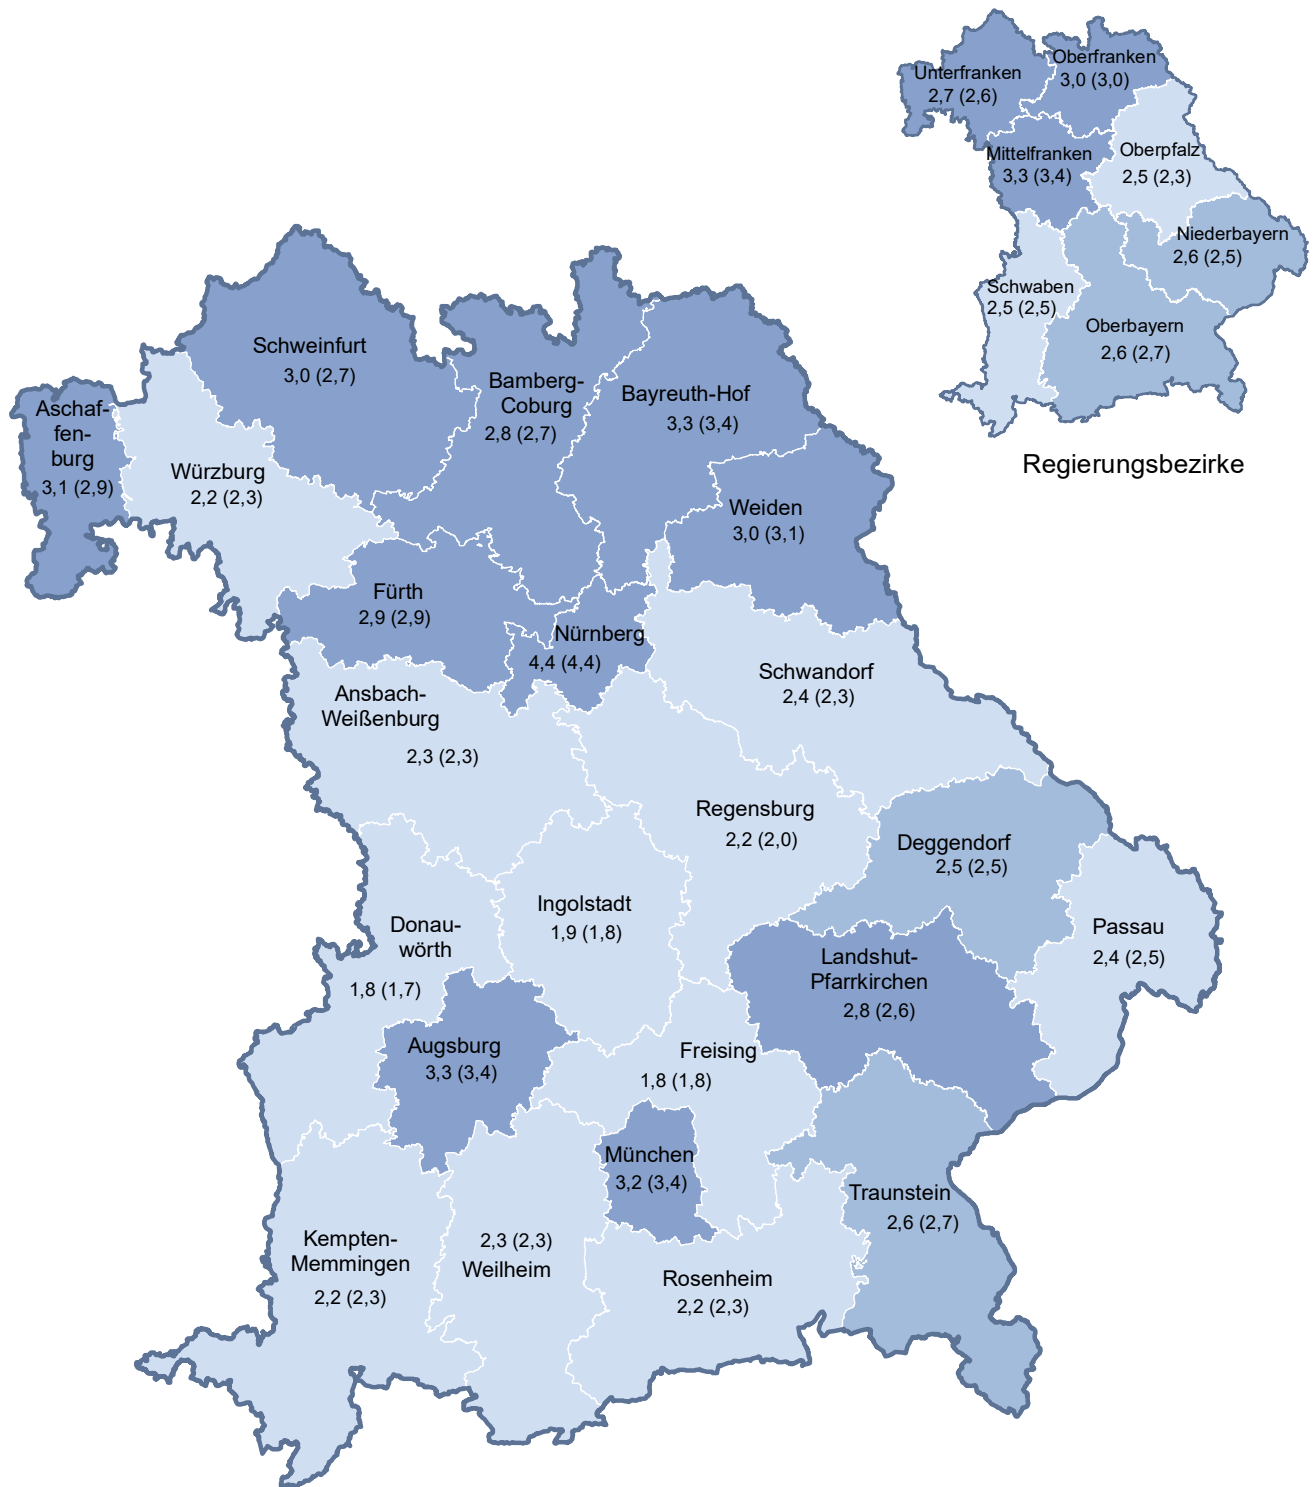 Unterfranken
2,7 (2,6)
Oberfranken
3,0 (3,0)
Mittelfranken
3,3 (3,4)
Oberpfalz
2,5 (2,3)
Niederbayern
2,6 (2,5)
Schwaben
2,5 (2,5)
Oberbayern
2,6 (2,7)
Regierungsbezirke
Schweinfurt
3,0 (2,7)
Bamberg-
Coburg
2,8 (2,7)
Bayreuth-Hof
3,3 (3,4)
Aschaf-
fen-
burg
3,1 (2,9)
Würzburg
2,2 (2,3)
Weiden
3,0 (3,1)
Fürth
2,9 (2,9)
Nürnberg
4,4 (4,4)
Schwandorf
2,4 (2,3)
Ansbach-
Weißenburg
2,3 (2,3)
Regensburg
2,2 (2,0)
Deggendorf
2,5 (2,5)
Donau-
wörth
1,8 (1,7)
Ingolstadt
1,9 (1,8)
Passau
2,4 (2,5)
Landshut-
Pfarrkirchen
2,8 (2,6)
Augsburg
3,3 (3,4)
Freising
1,8 (1,8)
München
3,2 (3,4)
Traunstein
2,6 (2,7)
Kempten-
Memmingen
2,2 (2,3)
2,3 (2,3)
Weilheim
Rosenheim
2,2 (2,3)